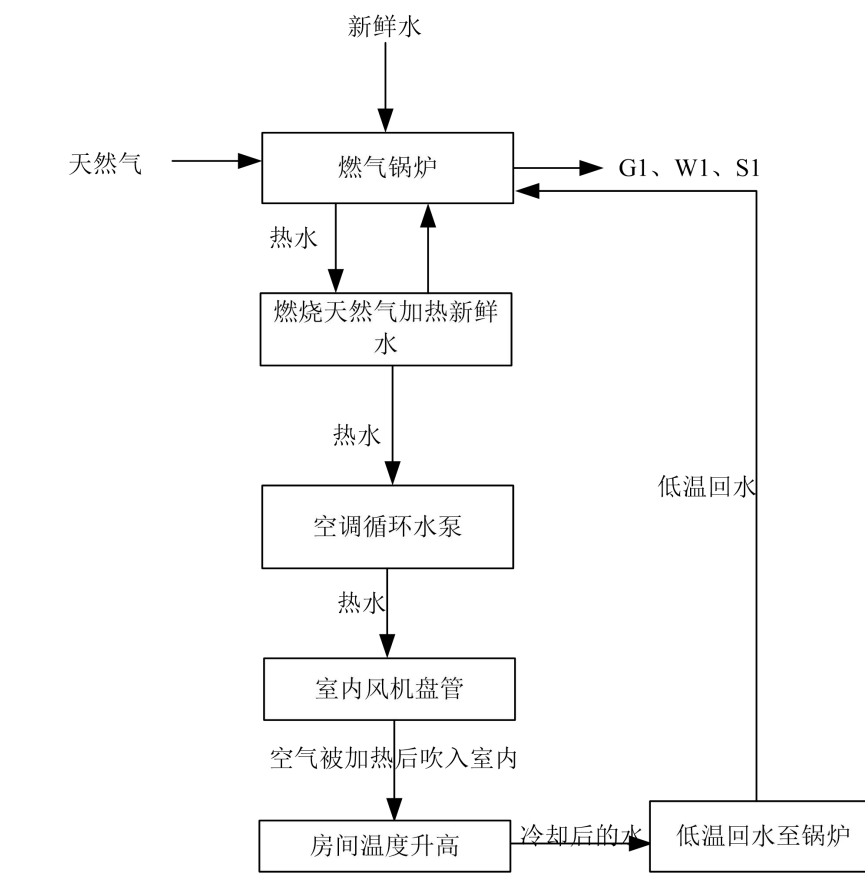 新鲜水
天然气
燃气锅炉
G1、W1、S1
热水
燃烧天然气加热新鲜
水
热水
低温回水
空调循环水泵
热水
室内风机盘管
空气被加热后吹入室内
房间温度升高
冷却后的水
低温回水至锅炉